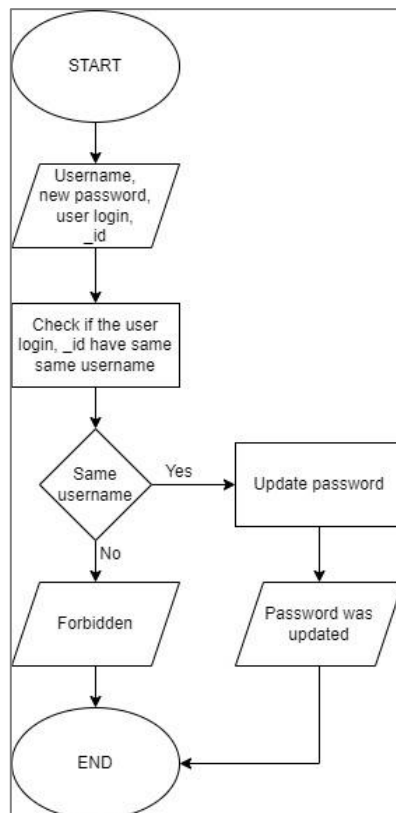 START
Username,
new password,
user login,
_id
Check if the user
login, _id have same
same username
Same
username
Yes
Update password
No
Forbidden
Password was
updated
END